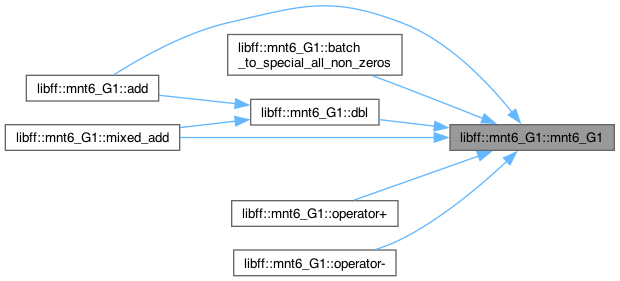 libff::mnt6_G1::batch
_to_special_all_non_zeros
libff::mnt6_G1::add
libff::mnt6_G1::dbl
libff::mnt6_G1::mixed_add
libff::mnt6_G1::mnt6_G1
libff::mnt6_G1::operator+
libff::mnt6_G1::operator-